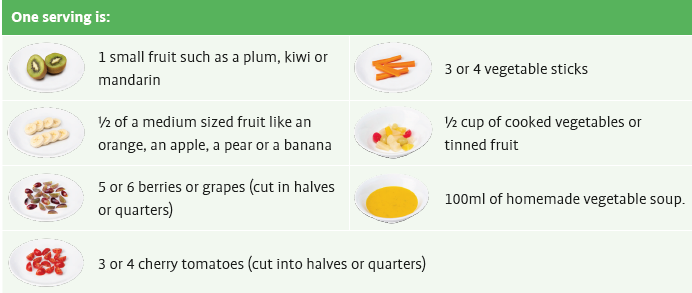 One serving is:
1 small fruit such as a plum, kiwi or
mandarin
3 or 4 vegetable sticks
½ of a medium sized fruit like an
orange, an apple, a pear or a banana
½ cup of cooked vegetables or
tinned fruit
5 or 6 berries or grapes (cut in halves
or quarters)
100ml of homemade vegetable soup.
3 or 4 cherry tomatoes (cut into halves or quarters)